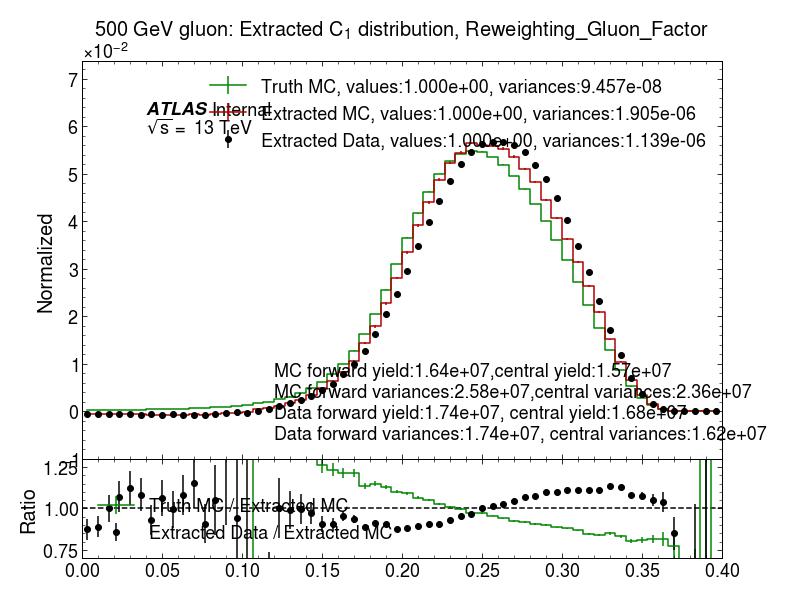 500 GeV gluon: Extracted C₁ distribution, Reweighting_Gluon_Factor
×10⁻²
Truth MC, values:1.000e+00, variances:9.457e-08
ATLAS Internal
Extracted MC, values:1.000e+00, variances:1.905e-06
√s = 13 TeV
Extracted Data, values:1.000e+00, variances:1.139e-06
Normalized
7
6
5
4
3
2
1
0
MC forward yield:1.64e+07,central yield:1.57e+07
MC forward variances:2.58e+07,central variances:2.36e+07
Data forward yield:1.74e+07, central yield:1.68e+07
Data forward variances:1.74e+07, central variances:1.62e+07
1
1.25
1.00
0.75
Ratio
Truth MC / Extracted MC
Extracted Data / Extracted MC
0.00 0.05 0.10 0.15 0.20 0.25 0.30 0.35 0.40